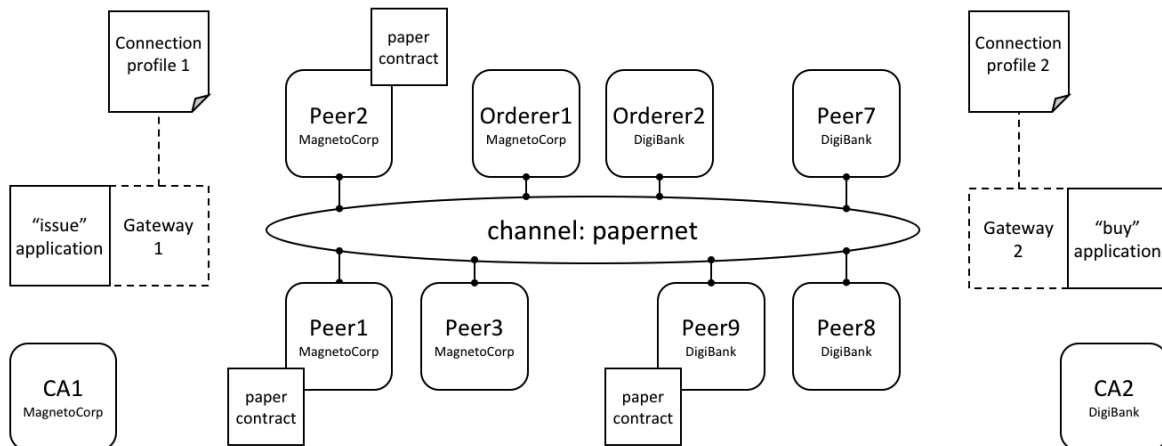 Connection
profile 1
paper
contract
Connection
profile 2
Peer2
MagnetoCorp
Orderer1
MagnetoCorp
Orderer2
DigiBank
Peer7
DigiBank
“issue”
application
Gateway
1
channel: papernet
Gateway
2
“buy”
application
Peer1
MagnetoCorp
Peer3
MagnetoCorp
Peer9
DigiBank
Peer8
DigiBank
CA1
MagnetoCorp
paper
contract
paper
contract
CA2
DigiBank